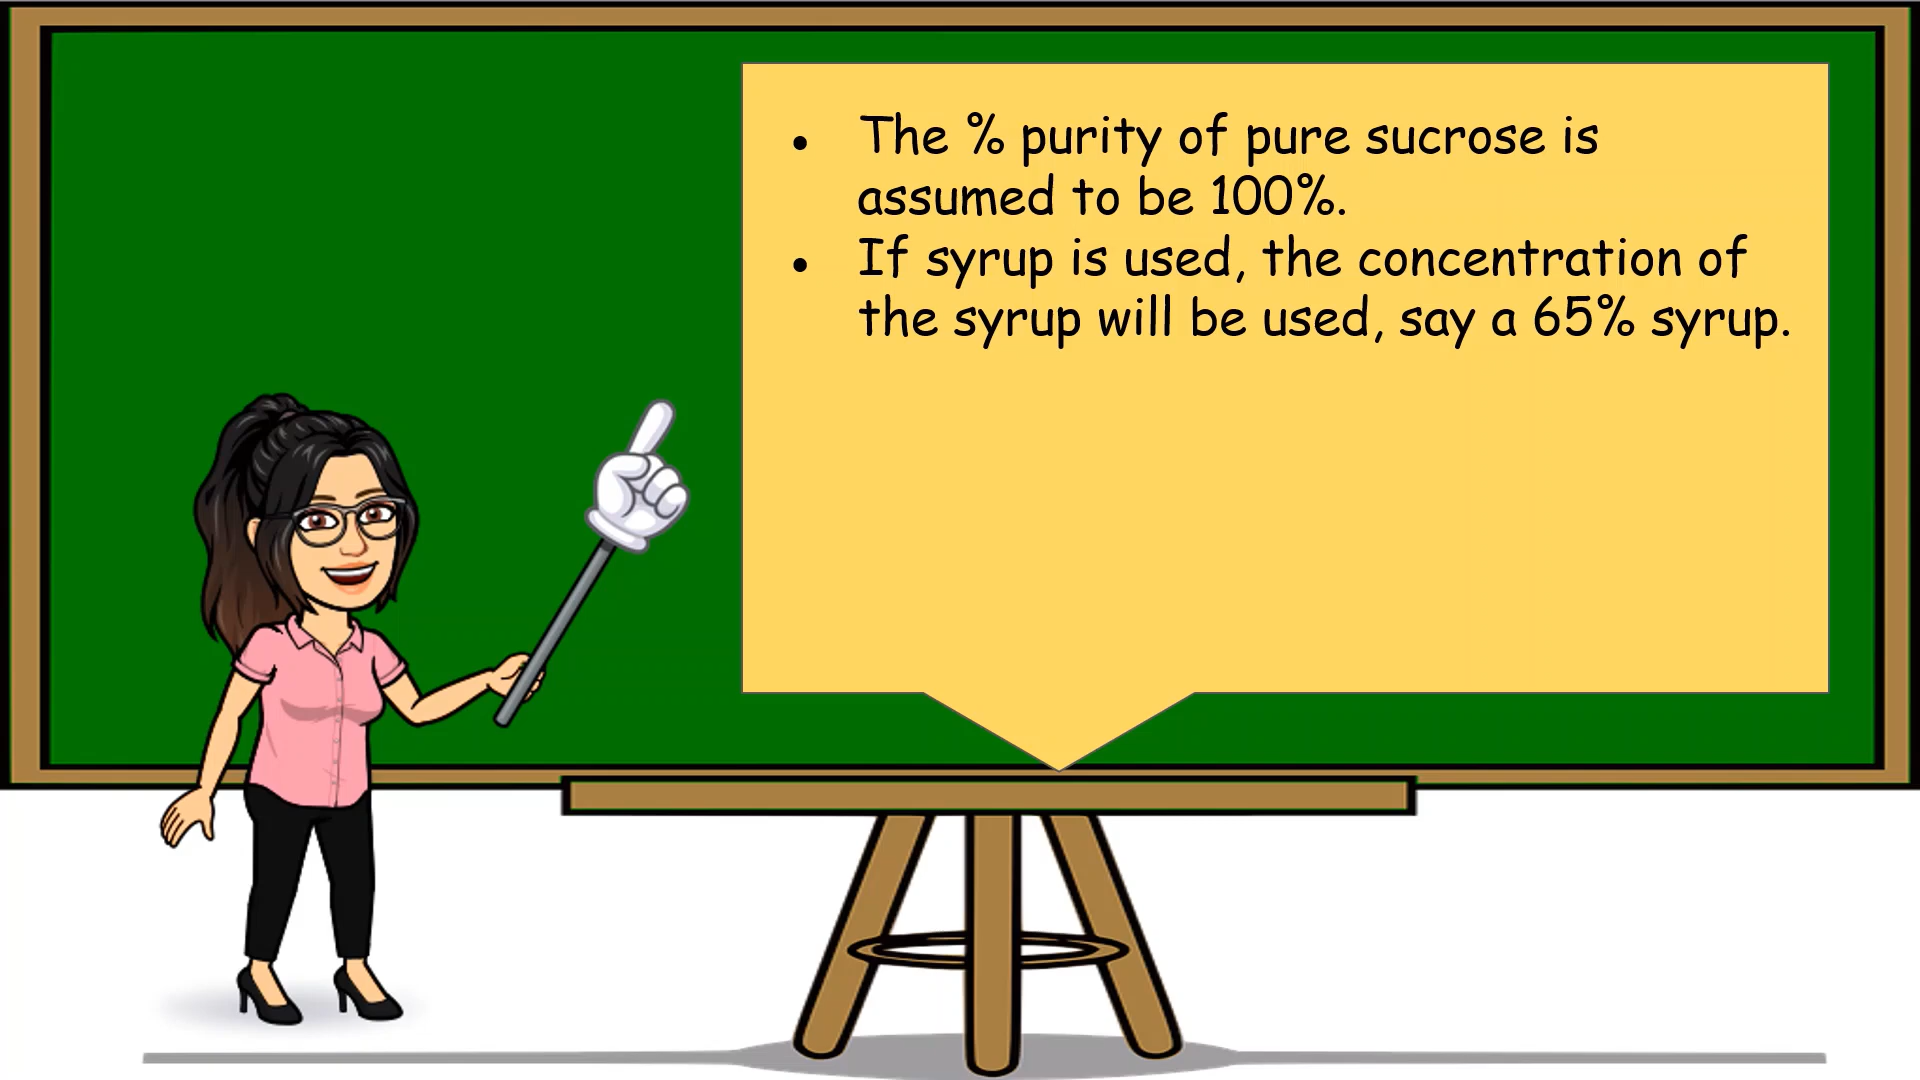 • The % purity of pure sucrose is
assumed to be 100%.
• If syrup is used, the concentration of
the syrup will be used, say a 65% syrup.